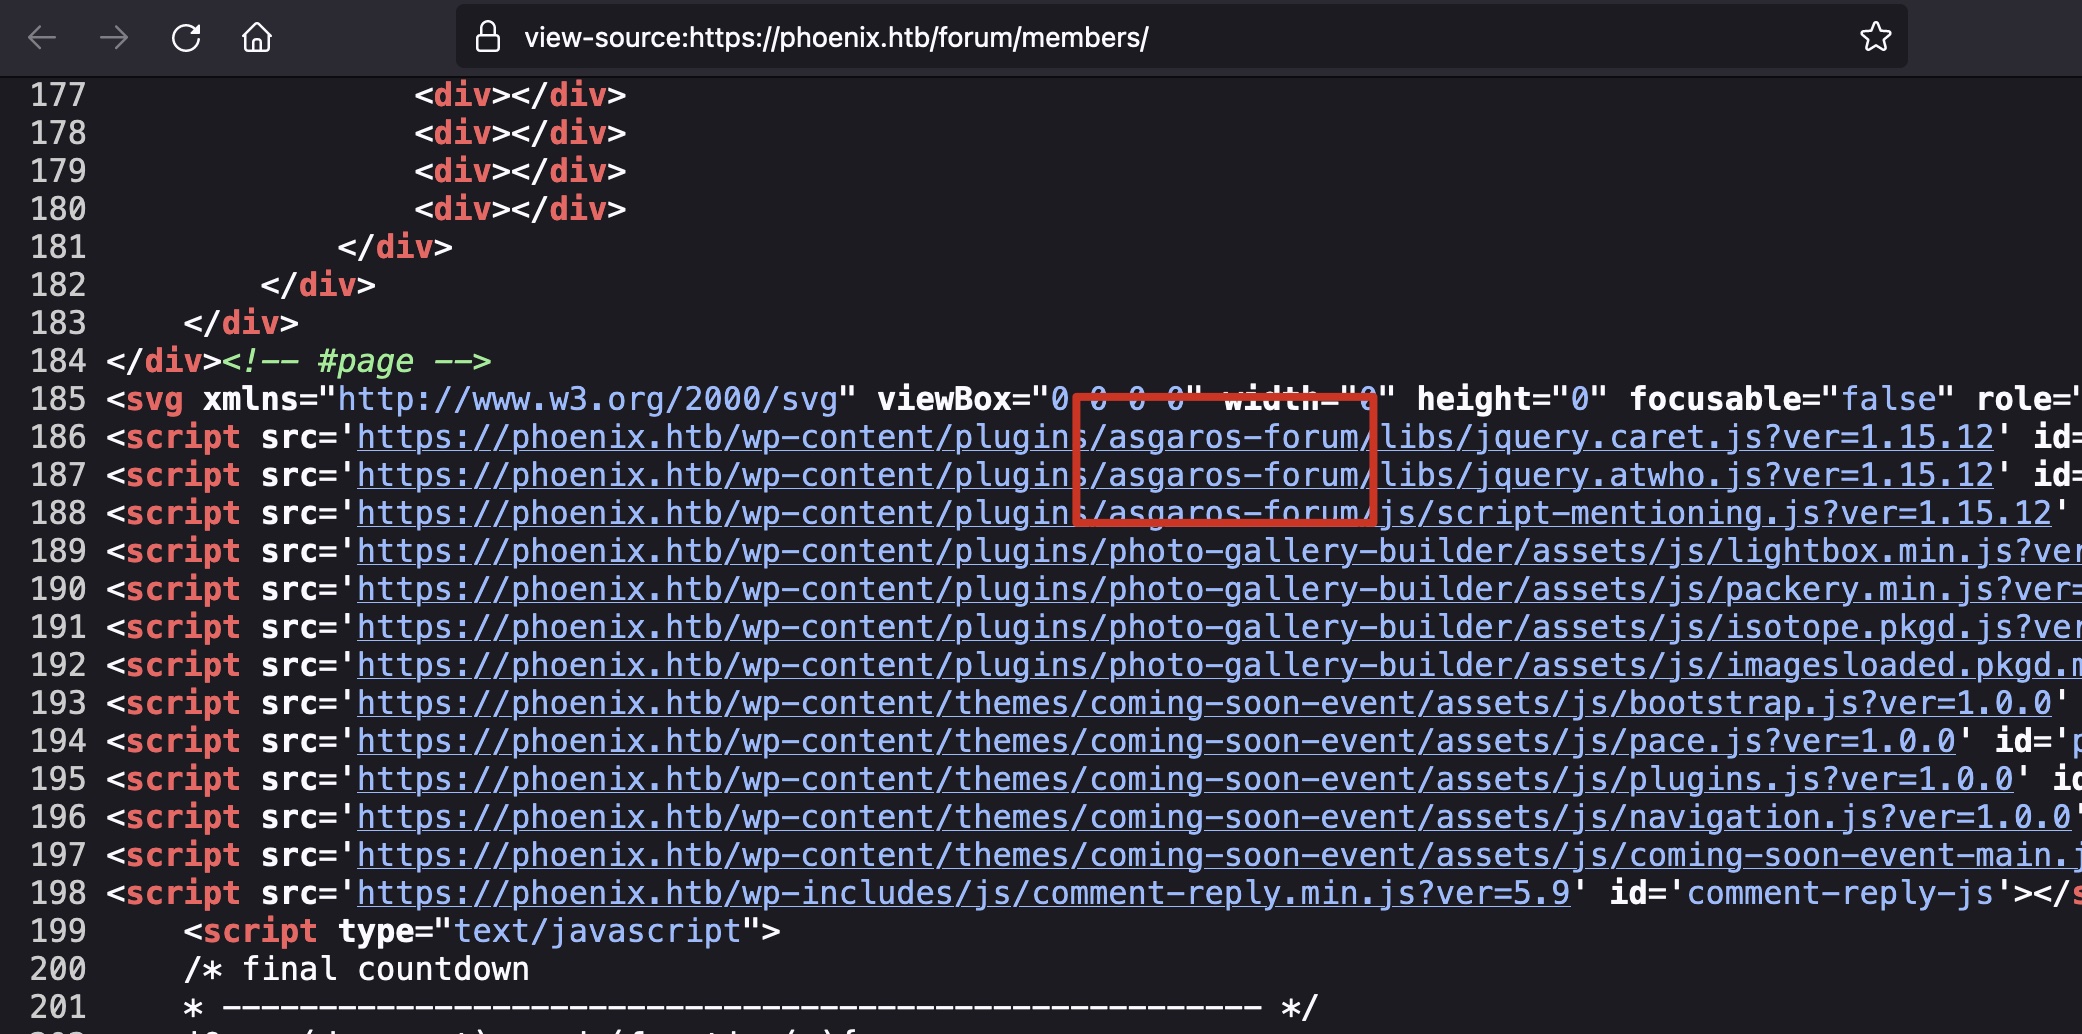 view-source:https://phoenix.htb/forum/members/
177 <div></div>
178 <div></div>
179 <div></div>
180 <div></div>
181 </div>
182 </div>
183 </div>
184 </div><!-- #page -->
185 <svg xmlns="http://www.w3.org/2000/svg" viewBox="0 0 0 0" width="0" height="0" focusable="false" role="
186 <script src='https://phoenix.htb/wp-content/plugins/asgaros-forum/libs/jquery.caret.js?ver=1.15.12' id=
187 <script src='https://phoenix.htb/wp-content/plugins/asgaros-forum/libs/jquery.atwho.js?ver=1.15.12' id=
188 <script src='https://phoenix.htb/wp-content/plugins/asgaros-forum/js/script-mentioning.js?ver=1.15.12'
189 <script src='https://phoenix.htb/wp-content/plugins/photo-gallery-builder/assets/js/lightbox.min.js?ver
190 <script src='https://phoenix.htb/wp-content/plugins/photo-gallery-builder/assets/js/packery.min.js?ver=
191 <script src='https://phoenix.htb/wp-content/plugins/photo-gallery-builder/assets/js/isotope.pkgd.js?ver
192 <script src='https://phoenix.htb/wp-content/plugins/photo-gallery-builder/assets/js/imagesloaded.pkgd.m
193 <script src='https://phoenix.htb/wp-content/themes/coming-soon-event/assets/js/bootstrap.js?ver=1.0.0'
194 <script src='https://phoenix.htb/wp-content/themes/coming-soon-event/assets/js/pace.js?ver=1.0.0' id='p
195 <script src='https://phoenix.htb/wp-content/themes/coming-soon-event/assets/js/plugins.js?ver=1.0.0' id
196 <script src='https://phoenix.htb/wp-content/themes/coming-soon-event/assets/js/navigation.js?ver=1.0.0'
197 <script src='https://phoenix.htb/wp-content/themes/coming-soon-event/assets/js/coming-soon-event-main.j
198 <script src='https://phoenix.htb/wp-includes/js/comment-reply.min.js?ver=5.9' id='comment-reply-js'></s
199 <script type="text/javascript">
200 /* final countdown
201 * ------------------------------------------------------ */